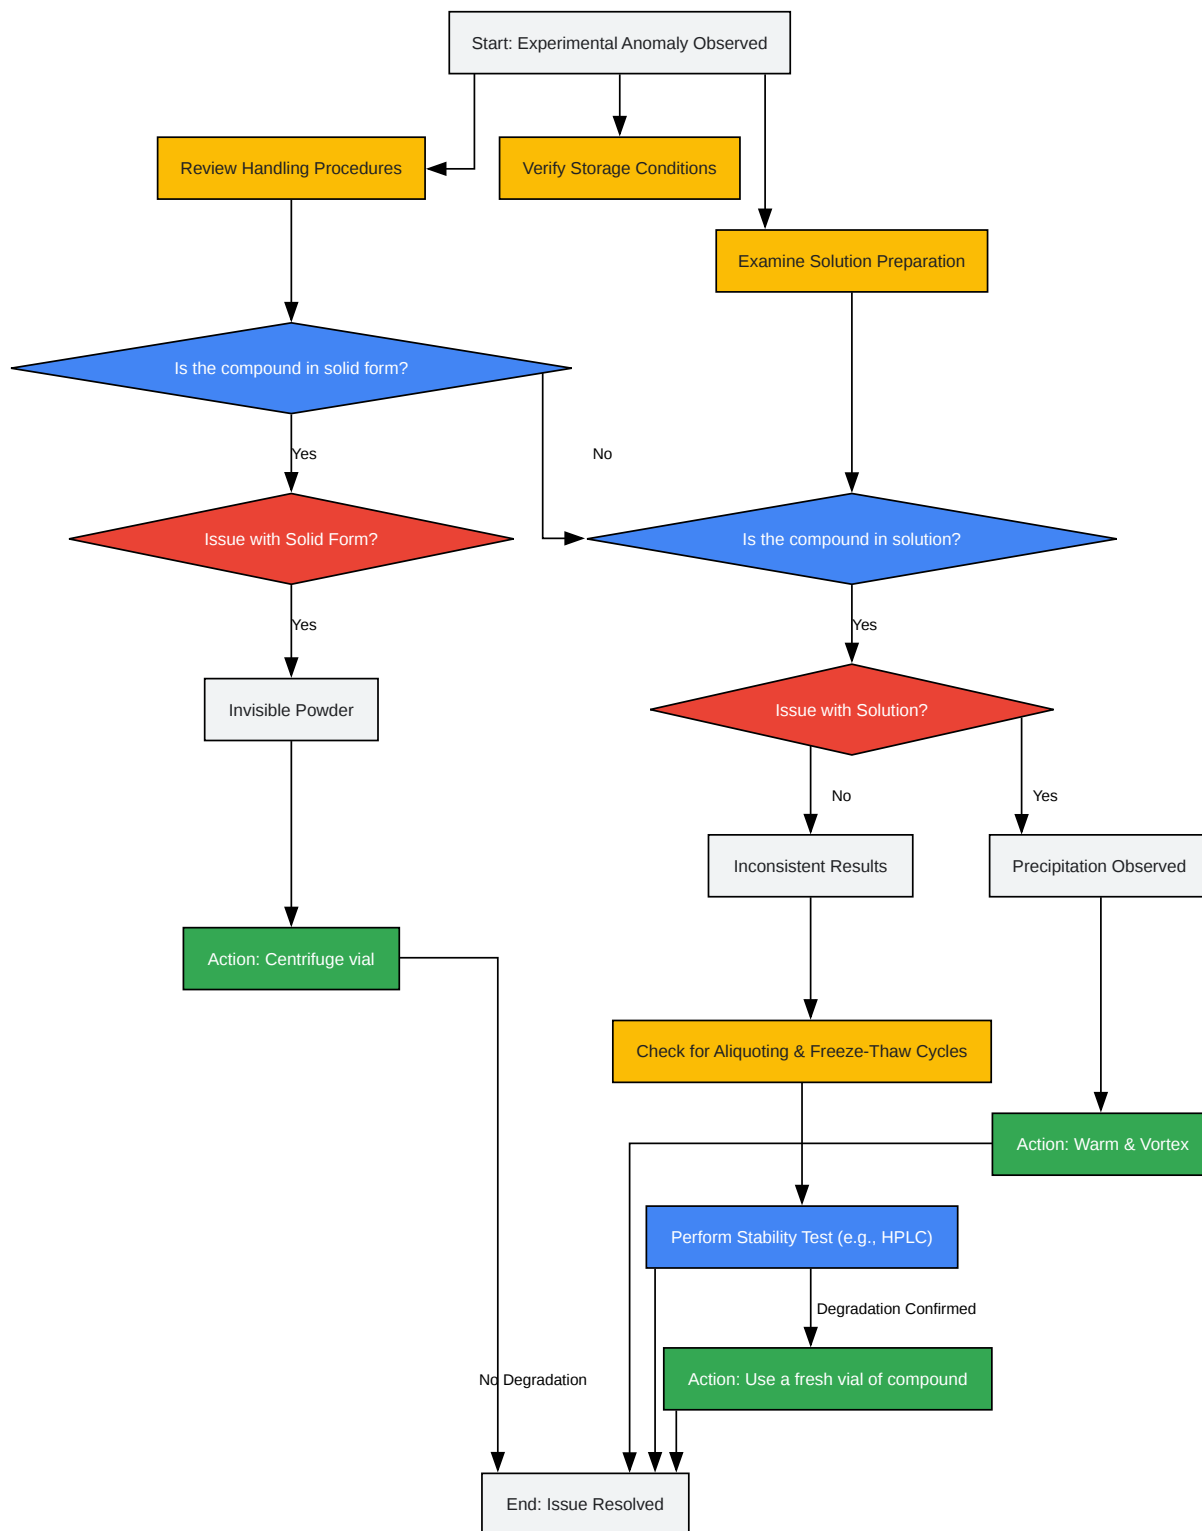 Start: Experimental Anomaly Observed
Review Handling Procedures
Verify Storage Conditions
Examine Solution Preparation
Is the compound in solid form?
Yes
No
Issue with Solid Form?
Is the compound in solution?
Yes
Yes
Invisible Powder
Issue with Solution?
No
Yes
Inconsistent Results
Precipitation Observed
Action: Centrifuge vial
Check for Aliquoting & Freeze-Thaw Cycles
Action: Warm & Vortex
Perform Stability Test (e.g., HPLC)
Degradation Confirmed
No Degradation
Action: Use a fresh vial of compound
End: Issue Resolved